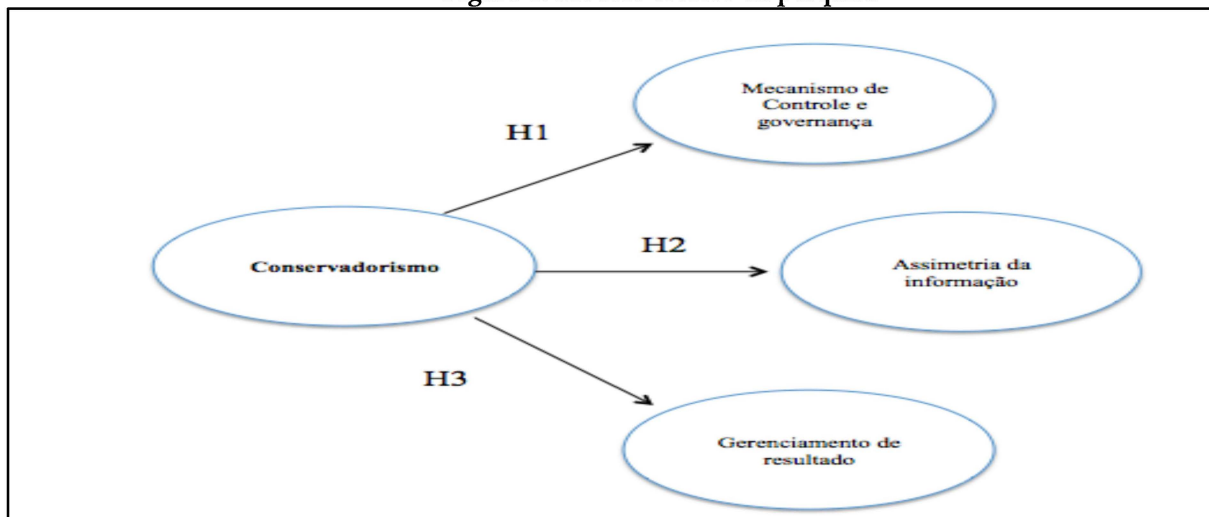 Mecanismo de
Controle e
governança
H1
H2
Conservadorismo
Assimetria da
informação
H3
Gerenciamento de
resultado